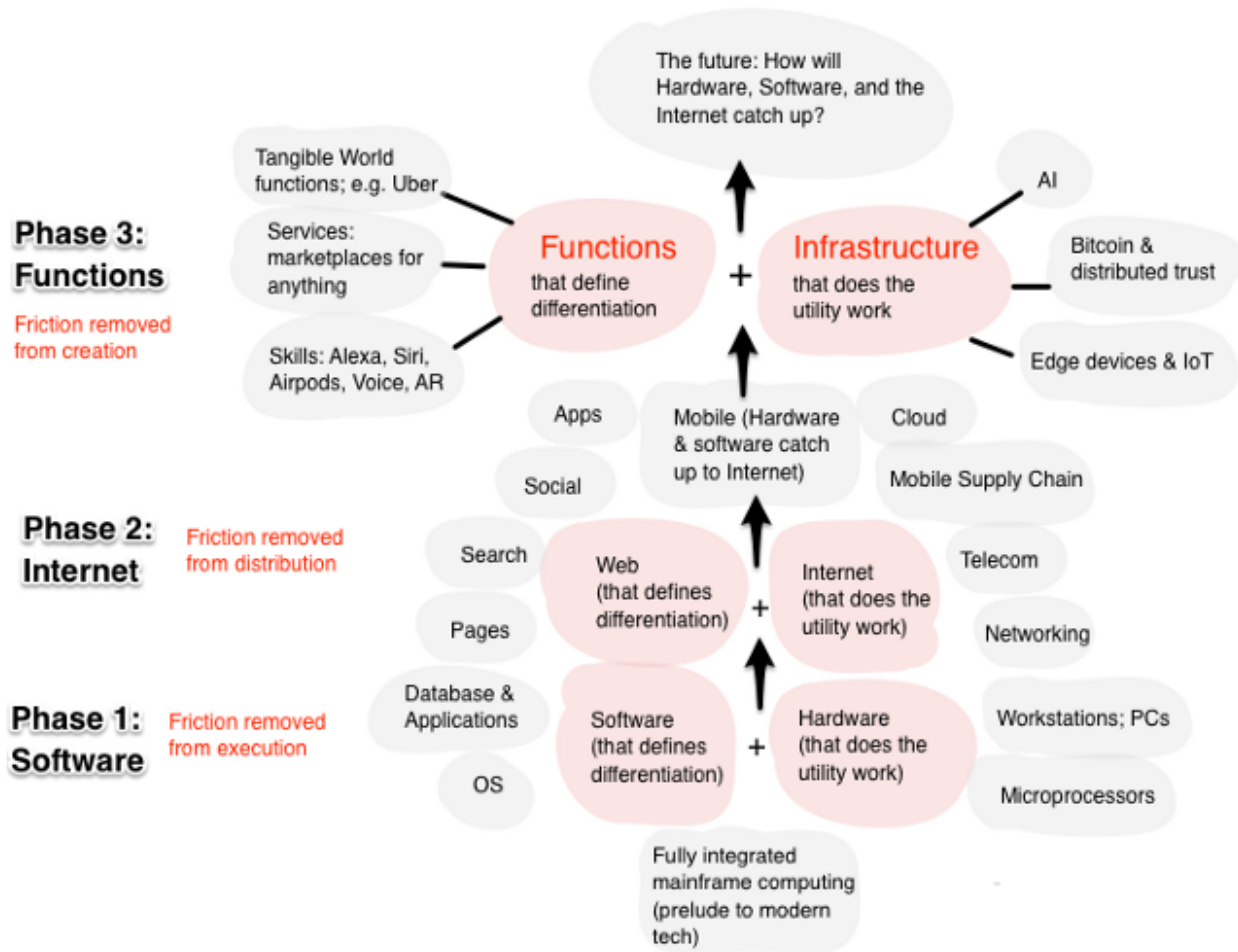 The future: How will
Hardware, Software, and the
Internet catch up?
Tangible World
functions; e.g. Uber
AI
Phase 3:
Functions
Friction removed
from creation
Services:
marketplaces for
anything
Functions
that define
differentiation
+
Infrastructure
that does the
utility work
Bitcoin &
distributed trust
Skills: Alexa, Siri,
Airpods, Voice, AR
Edge devices & IoT
Apps
Mobile (Hardware
& software catch
up to Internet)
Cloud
Social
Mobile Supply Chain
Phase 2:
Internet
Friction removed
from distribution
Search
Web
(that defines
differentiation)
+
Internet
(that does the
utility work)
Telecom
Pages
Networking
Phase 1:
Software
Friction removed
from execution
Database &
Applications
Software
(that defines
differentiation)
+
Hardware
(that does the
utility work)
Workstations; PCs
OS
Microprocessors
Fully integrated
mainframe computing
(prelude to modern
tech)